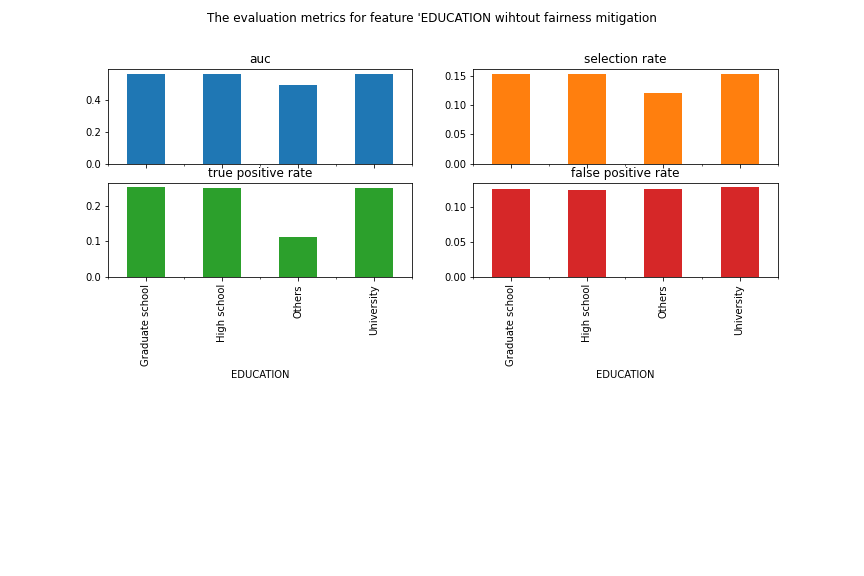 The evaluation metrics for feature 'EDUCATION wihtout fairness mitigation
auc
0.4
0.2
0.0
selection rate
0.15
0.10
0.05
0.00
true positive rate
0.2
0.1
0.0
Graduate school
High school
Others
University
EDUCATION
false positive rate
0.10
0.05
0.00
Graduate school
High school
Others
University
EDUCATION